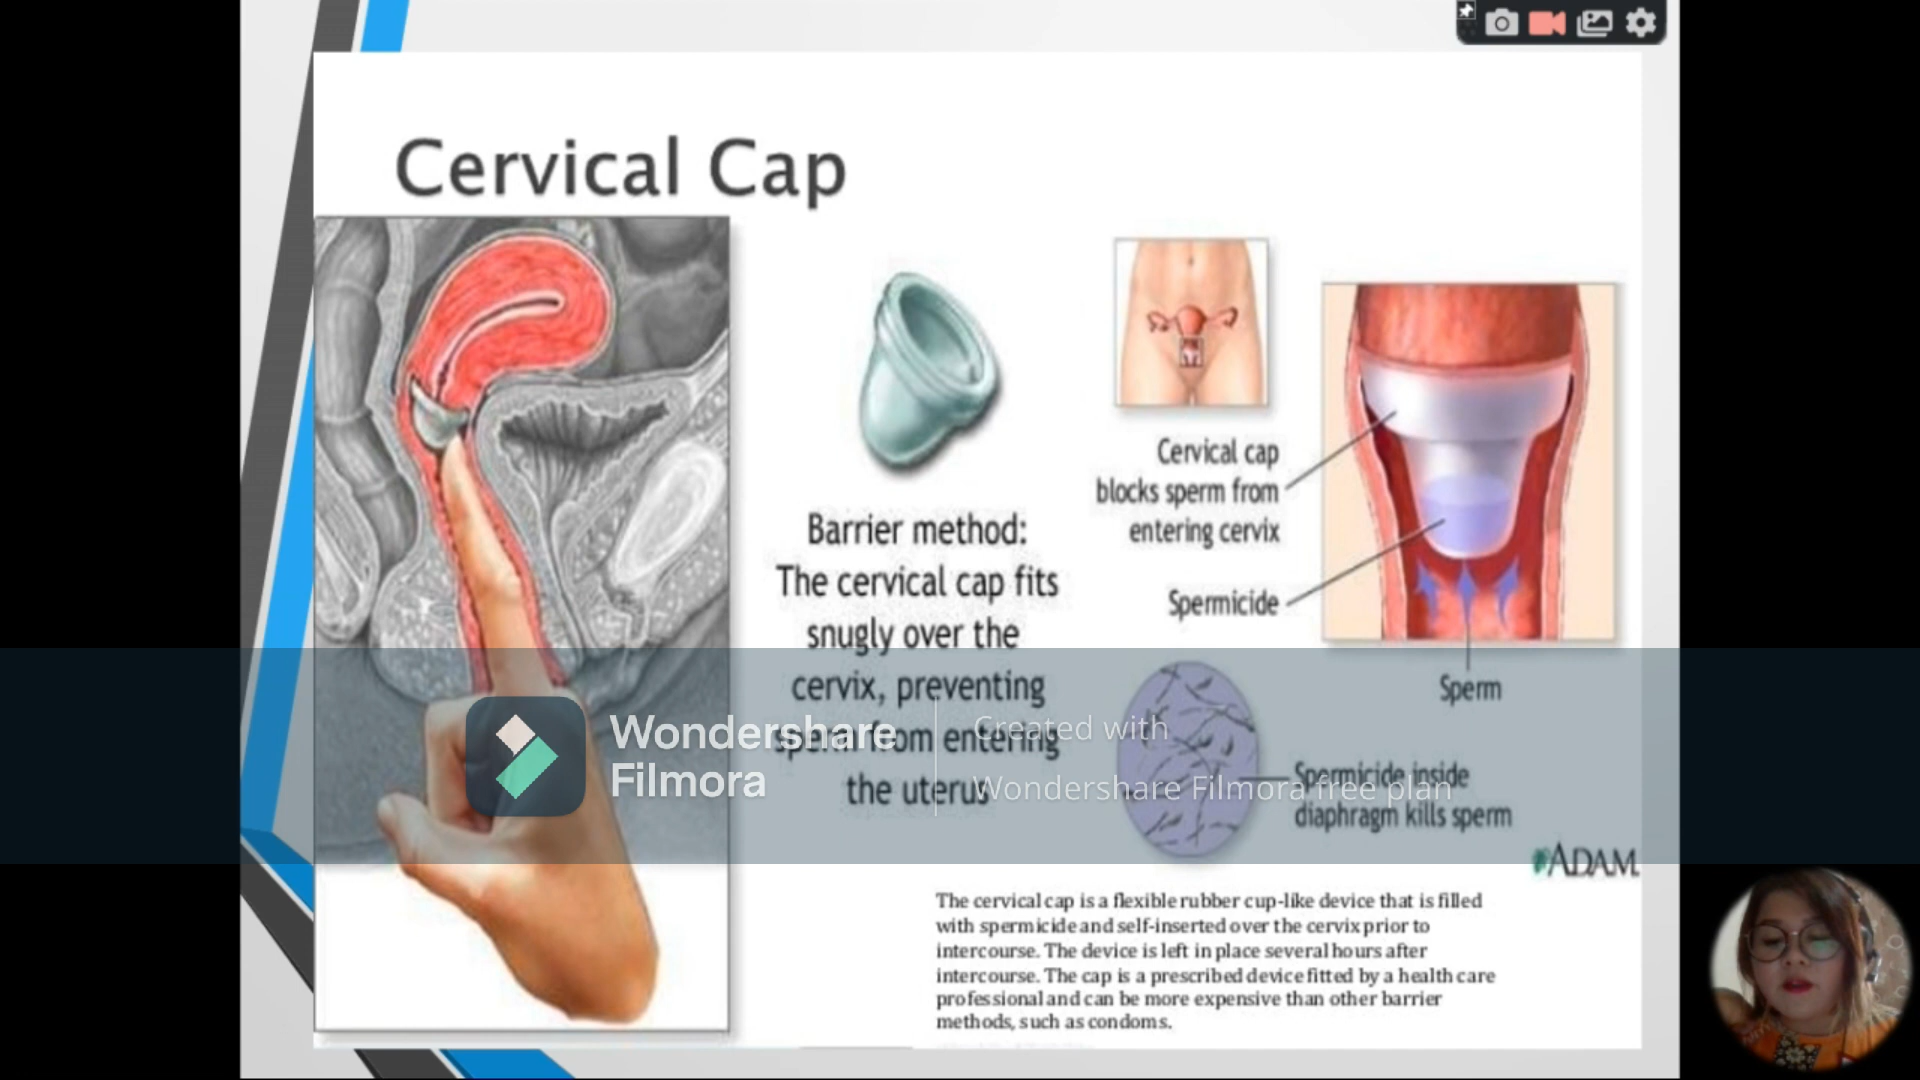 Cervical Cap
Barrier method:
The cervical cap fits
snugly over the
cervix, preventing
sperm from entering
the uterus
Cervical cap
blocks sperm from
entering cervix
Spermicide
Sperm
Spermicide inside
diaphragm kills sperm
ADAM.
Wondershare
Filmora
Created with
Wondershare Filmora free plan
The cervical cap is a flexible rubber cup-like device that is filled
with spermicide and self-inserted over the cervix prior to
intercourse. The device is left in place several hours after
intercourse. The cap is a prescribed device fitted by a health care
professional and can be more expensive than other barrier
methods, such as condoms.